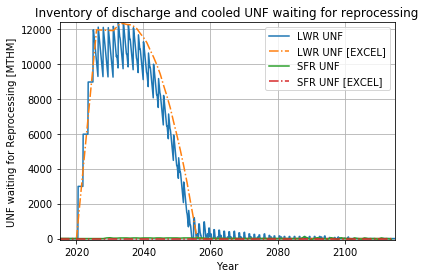 Inventory of discharge and cooled UNF waiting for reprocessing
12000
10000
8000
6000
4000
2000
0
UNF waiting for Reprocessing [MTHM]
LWR UNF
LWR UNF [EXCEL]
SFR UNF
SFR UNF [EXCEL]
2020
2040
2060
2080
2100
Year